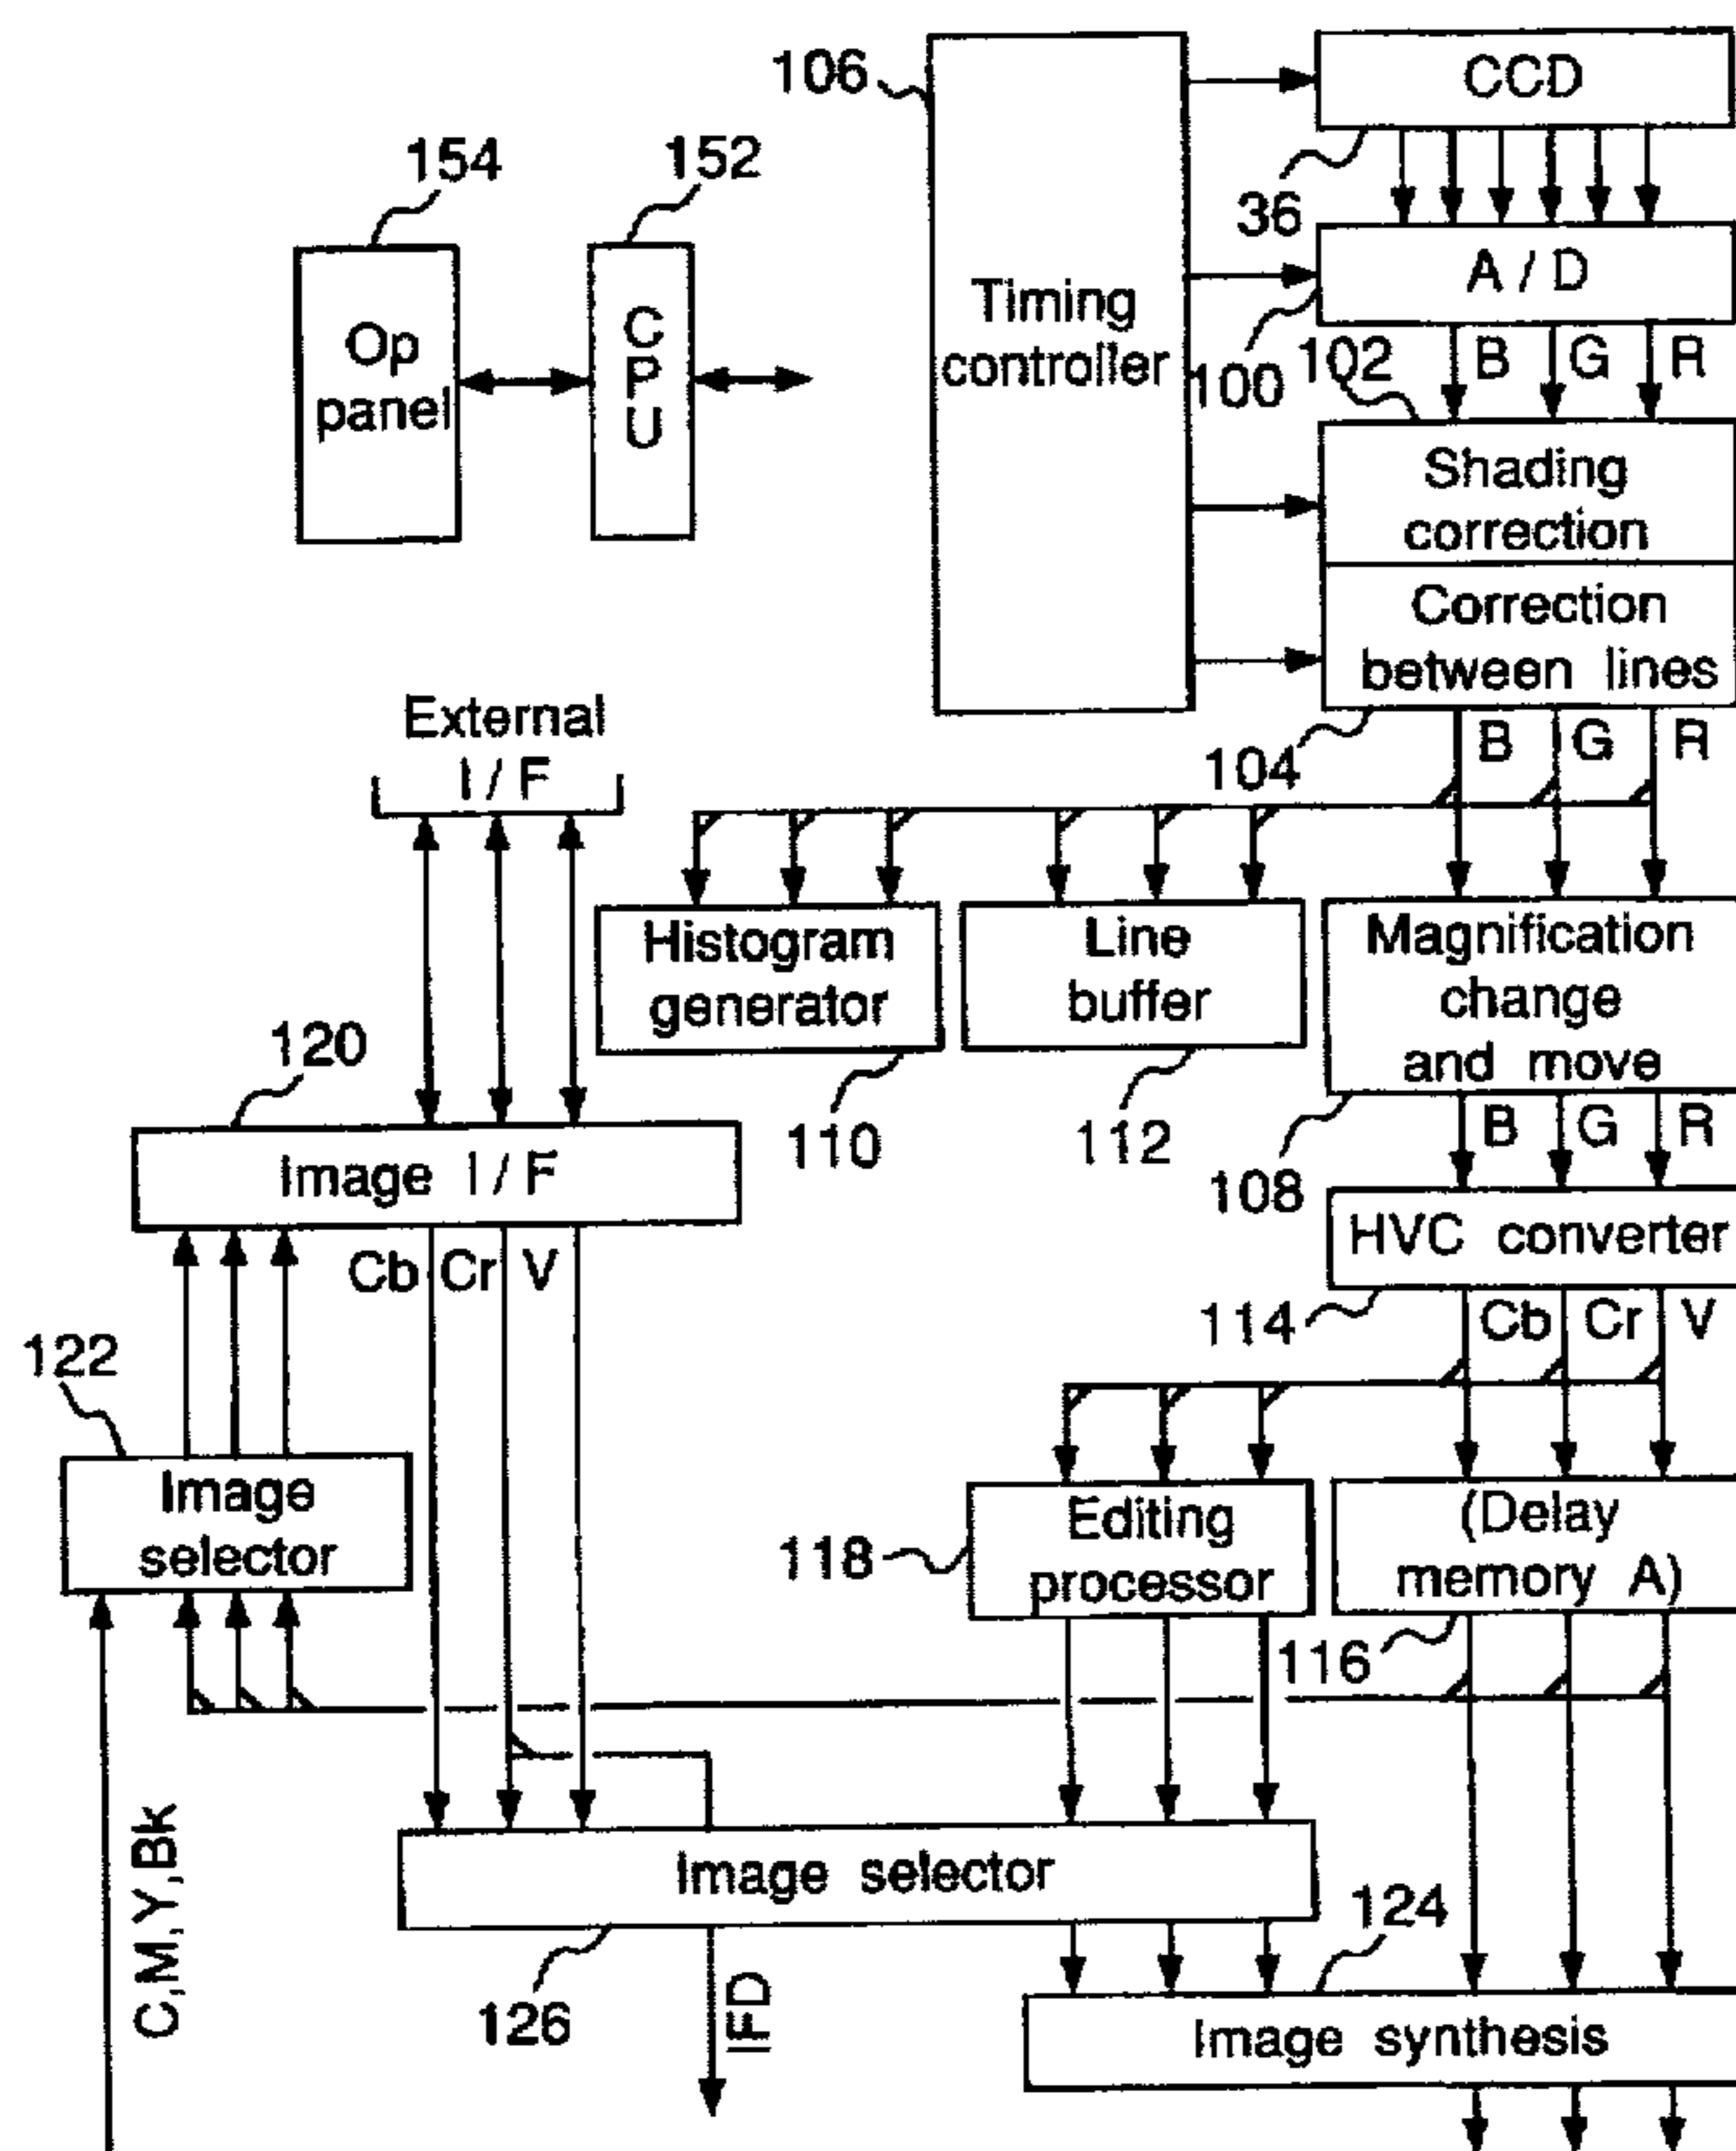 106
CCD
154
152
36
Op
panel
C
P
U
Timing
controller
A / D
100
102
B
G
R
Shading
correction
Correction
between lines
External
I / F
104
B
G
R
Histogram
generator
Line
buffer
Magnification
change
and move
120
110
112
108
B
G
R
Image I / F
HVC converter
Cb
Cr
V
114
Cb
Cr
V
122
Image
selector
118
Editing
processor
(Delay
memory A)
116
C,M,Y,Bk
Image selector
124
126
IFD
Image synthesis